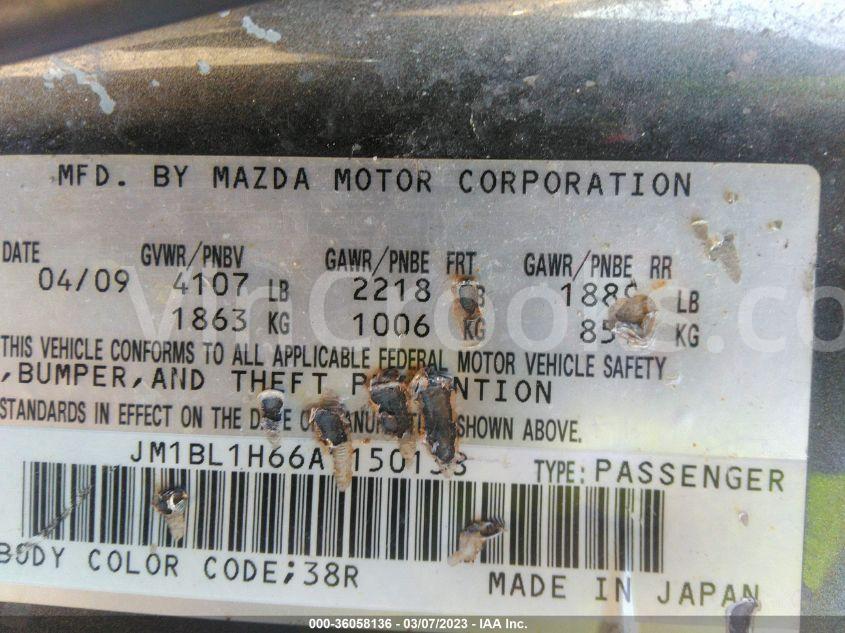 MFD. BY MAZDA MOTOR CORPORATION
DATE GVWR/PNBV GAWR/PNBE FRT GAWR/PNBE RR
04/09 4107 LB 2218 LB
1863 KG 1006 KG KG
THIS VEHICLE CONFORMS TO ALL APPLICABLE FEDERAL MOTOR VEHICLE SAFETY
,BUMPER,AND THEFT
STANDARDS IN EFFECT ON THE DATE OF SHOWN ABOVE.
TYPE:PASSENGER
BODY COLOR CODE;38R MADE IN JAPAN
000-36058136 - 03/07/2023 - IAA Inc.